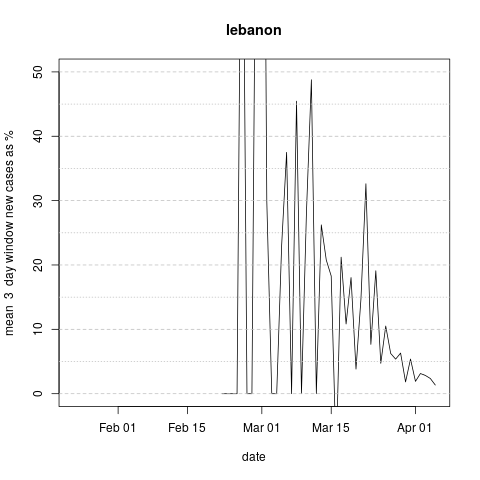 lebanon
mean 3 day window new cases as %
50
40
30
20
10
0
Feb 01
Feb 15
Mar 01
Mar 15
Apr 01
date